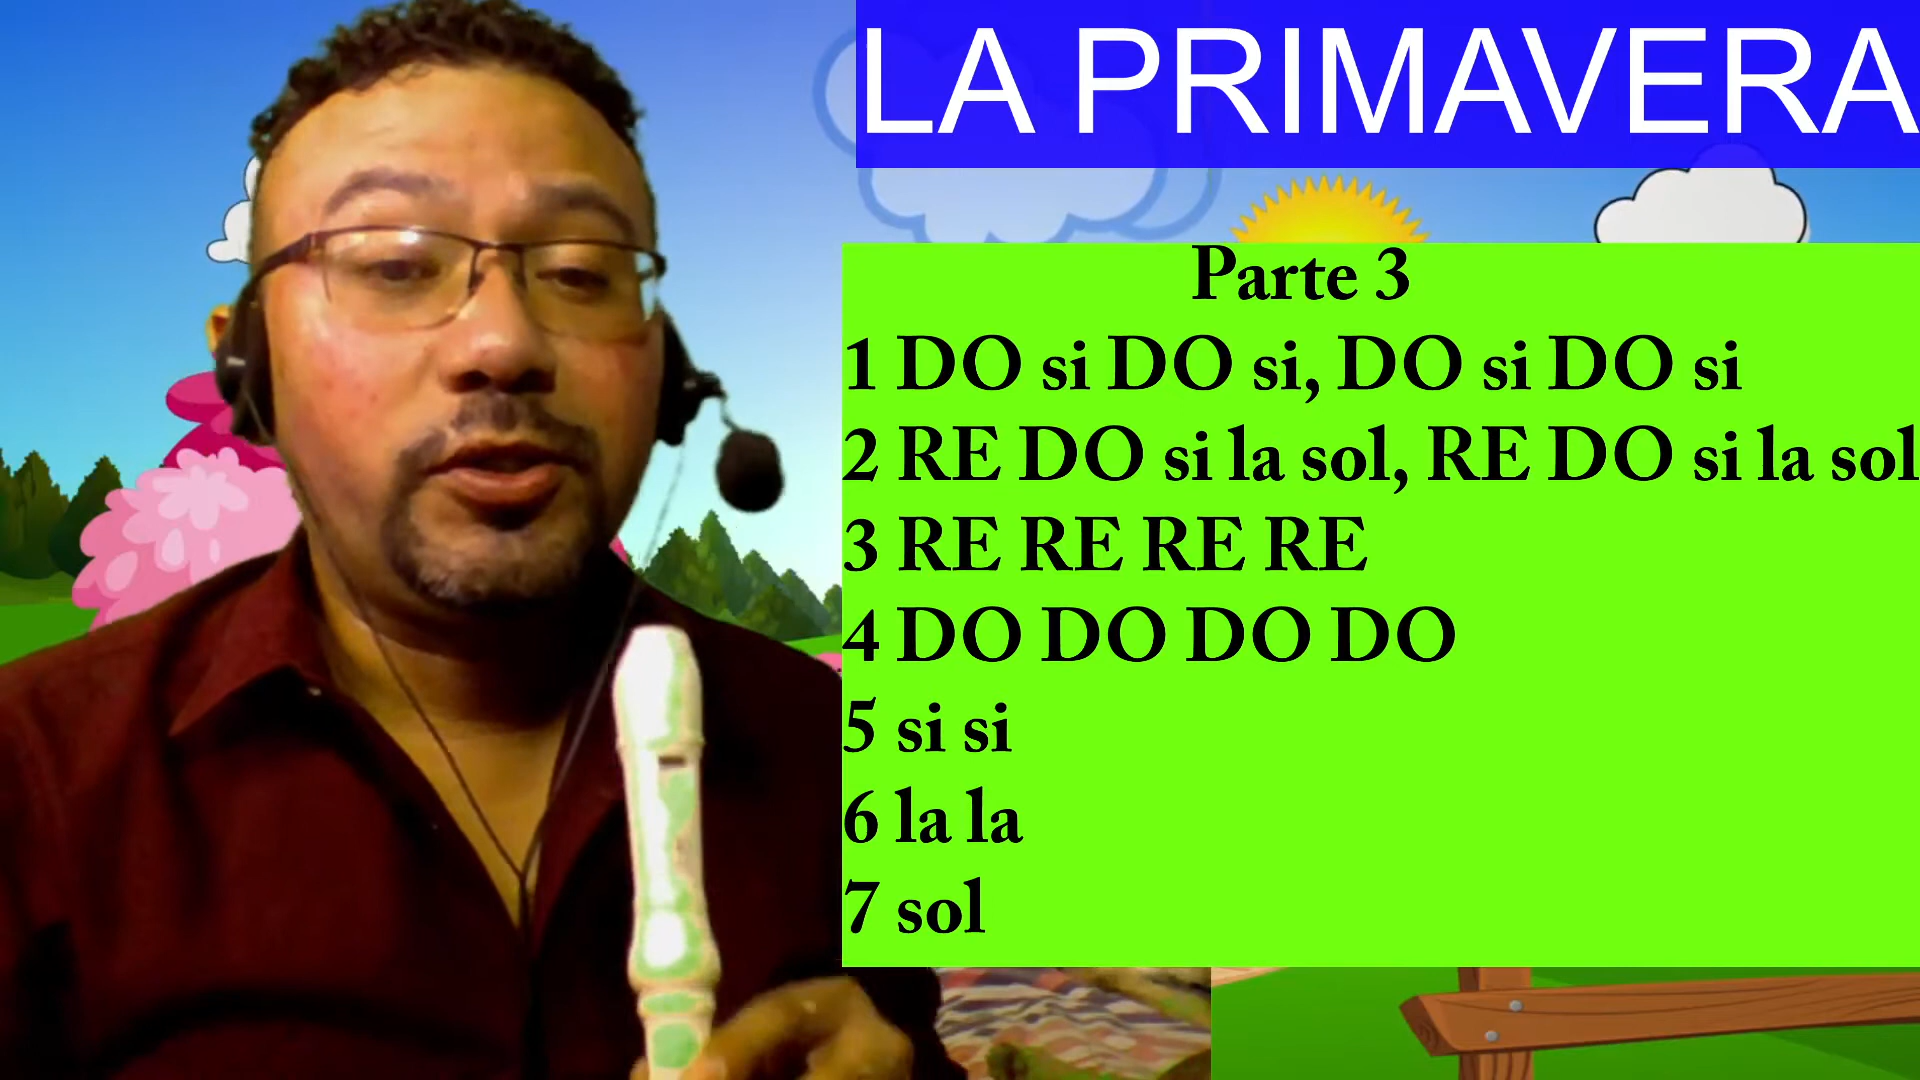 LA PRIMAVERA
Parte 3
1 DO si DO si, DO si DO si
2 RE DO si la sol, RE DO si la sol
3 RE RE RE RE
4 DO DO DO DO
5 si si
6 la la
7 sol